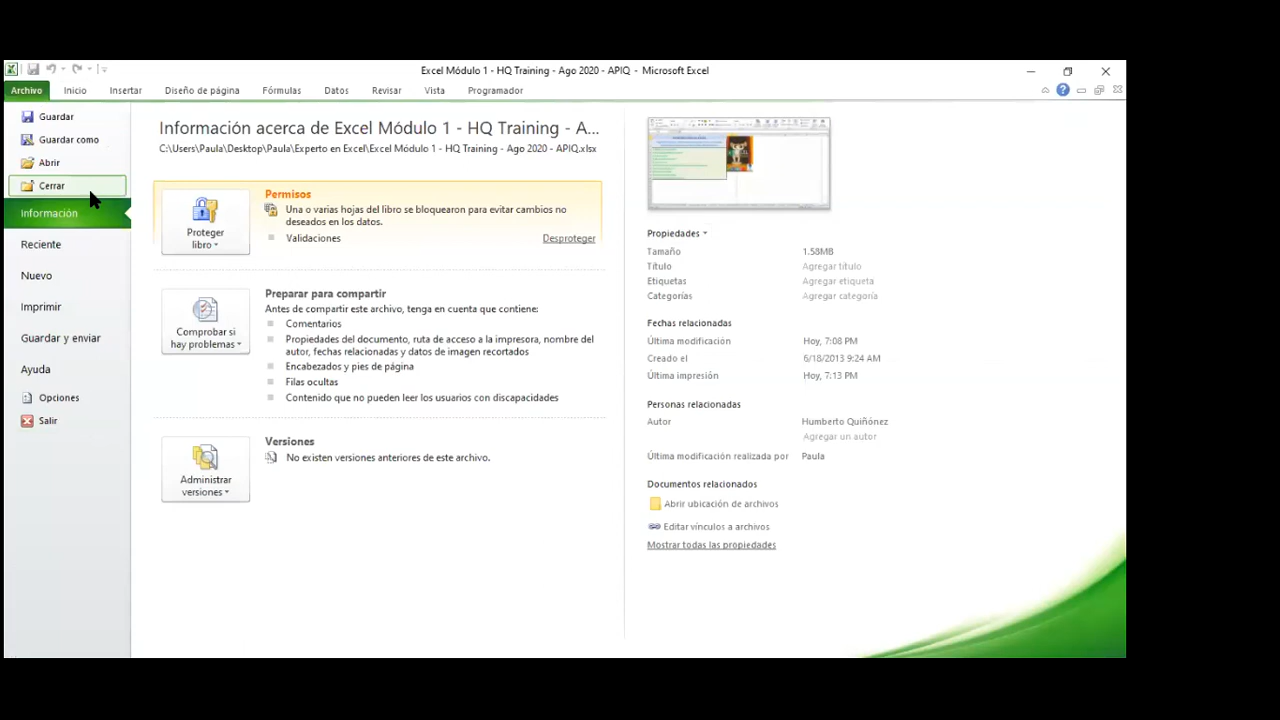 Excel Módulo 1 - HQ Training - Ago 2020 - APIQ - Microsoft Excel
Archivo Inicio Insertar Diseño de página Fórmulas Datos Revisar Vista Programador
Guardar
Guardar como
Abrir
Cerrar
Información
Reciente
Nuevo
Imprimir
Guardar y enviar
Ayuda
Opciones
Salir
Información acerca de Excel Módulo 1 - HQ Training - A...
C:\Users\Paula\Desktop\Paula\Experto en Excel\Excel Módulo 1 - HQ Training - Ago 2020 - APIQ.xlsx
Proteger
libro
Permisos
Una o varias hojas del libro se bloquearon para evitar cambios no
deseados en los datos.
Validaciones Desproteger
Comprobar si
hay problemas
Preparar para compartir
Antes de compartir este archivo, tenga en cuenta que contiene:
Comentarios
Propiedades del documento, ruta de acceso a la impresora, nombre del
autor, fechas relacionadas y datos de imagen recortados
Encabezados y pies de página
Filas ocultas
Contenido que no pueden leer los usuarios con discapacidades
Administrar
versiones
Versiones
No existen versiones anteriores de este archivo.
Propiedades
Tamaño 1.58MB
Título Agregar título
Etiquetas Agregar etiqueta
Categorías Agregar categoría
Fechas relacionadas
Última modificación Hoy, 7:08 PM
Creado el 6/18/2013 9:24 AM
Última impresión Hoy, 7:13 PM
Personas relacionadas
Autor Humberto Quiñónez
Agregar un autor
Última modificación realizada por Paula
Documentos relacionados
Abrir ubicación de archivos
Editar vínculos a archivos
Mostrar todas las propiedades